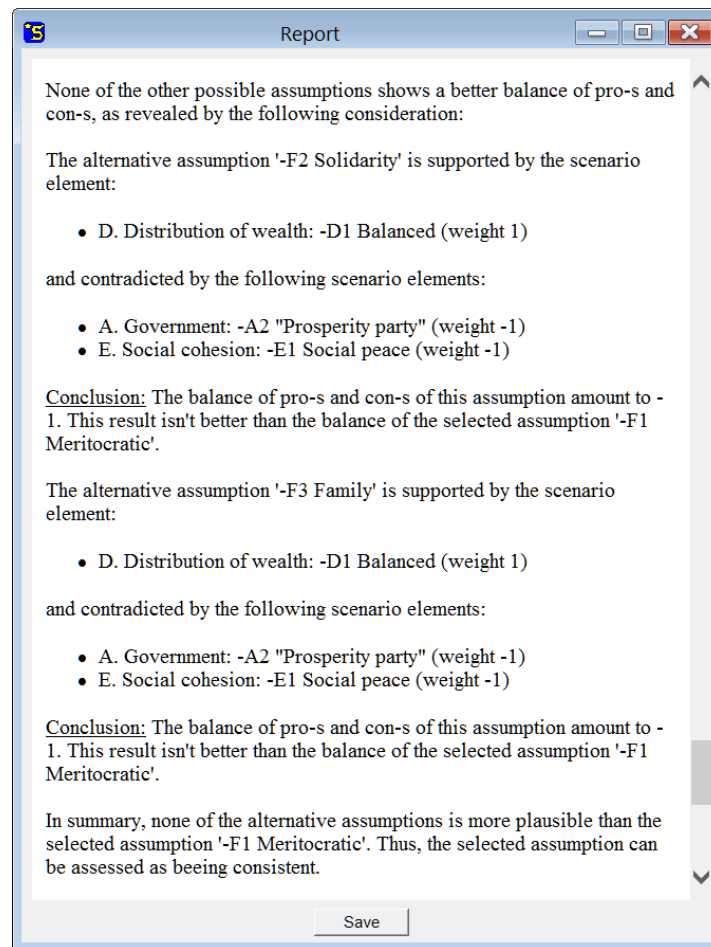 Report
None of the other possible assumptions shows a better balance of pro-s and
con-s, as revealed by the following consideration:
The alternative assumption '-F2 Solidarity' is supported by the scenario
element:
• D. Distribution of wealth: -D1 Balanced (weight 1)
and contradicted by the following scenario elements:
• A. Government: -A2 "Prosperity party" (weight -1)
• E. Social cohesion: -E1 Social peace (weight -1)
Conclusion: The balance of pro-s and con-s of this assumption amount to -
1. This result isn't better than the balance of the selected assumption '-F1
Meritocratic'.
The alternative assumption '-F3 Family' is supported by the scenario
element:
• D. Distribution of wealth: -D1 Balanced (weight 1)
and contradicted by the following scenario elements:
• A. Government: -A2 "Prosperity party" (weight -1)
• E. Social cohesion: -E1 Social peace (weight -1)
Conclusion: The balance of pro-s and con-s of this assumption amount to -
1. This result isn't better than the balance of the selected assumption '-F1
Meritocratic'.
In summary, none of the alternative assumptions is more plausible than the
selected assumption '-F1 Meritocratic'. Thus, the selected assumption can
be assessed as beeing consistent.
Save